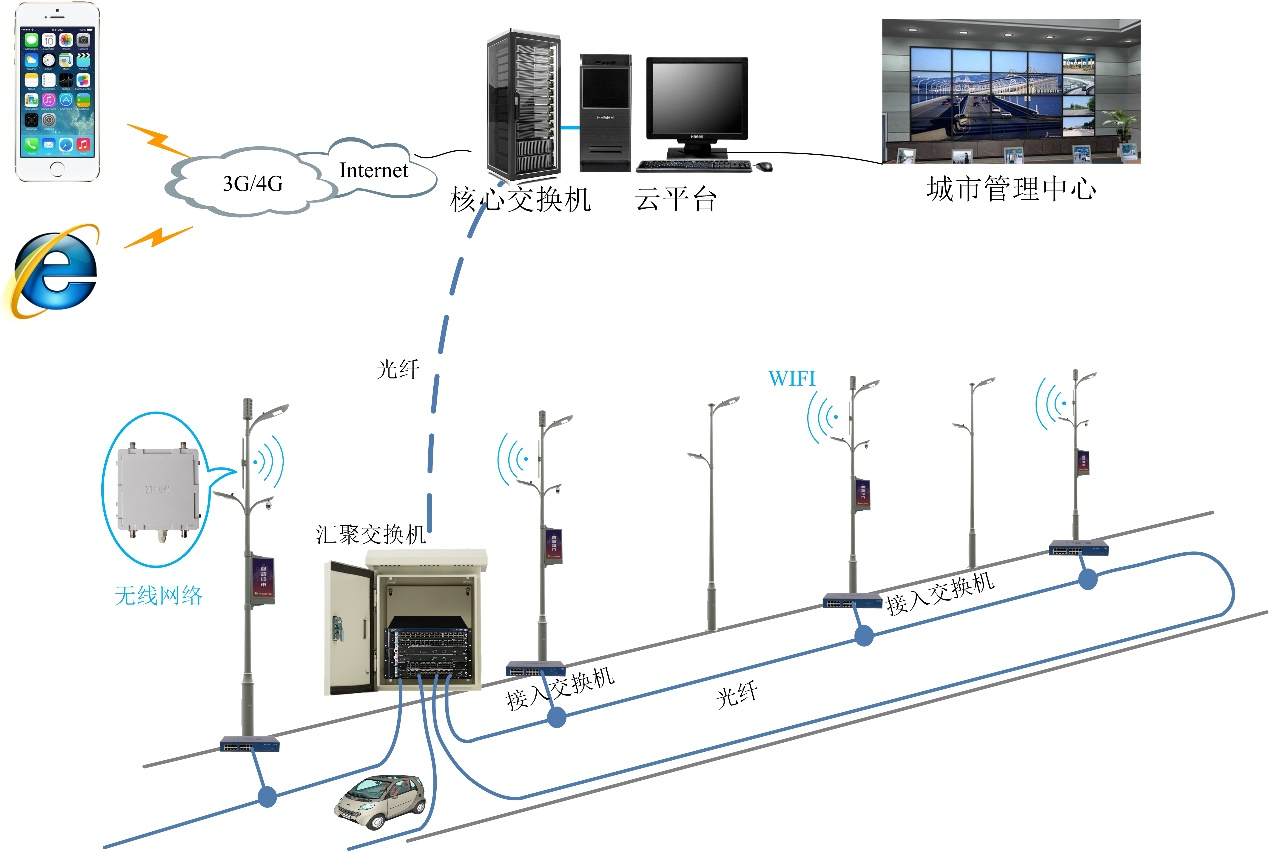 3G/4G
Internet
核心交换机
云平台
城市管理中心
光纤
WIFI
无线网络
汇聚交换机
接入交换机
接入交换机
光纤